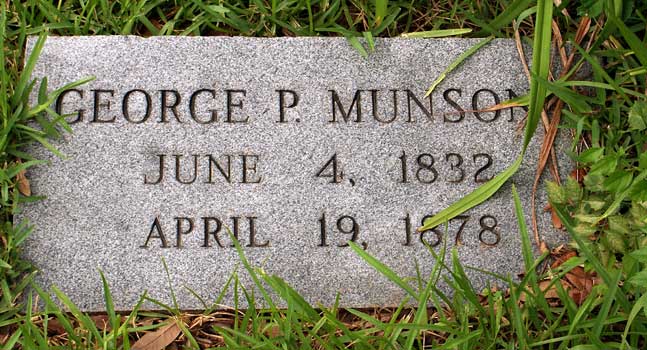 GEORGE P. MUNSON
JUNE 4, 1832
APRIL 19, 1878